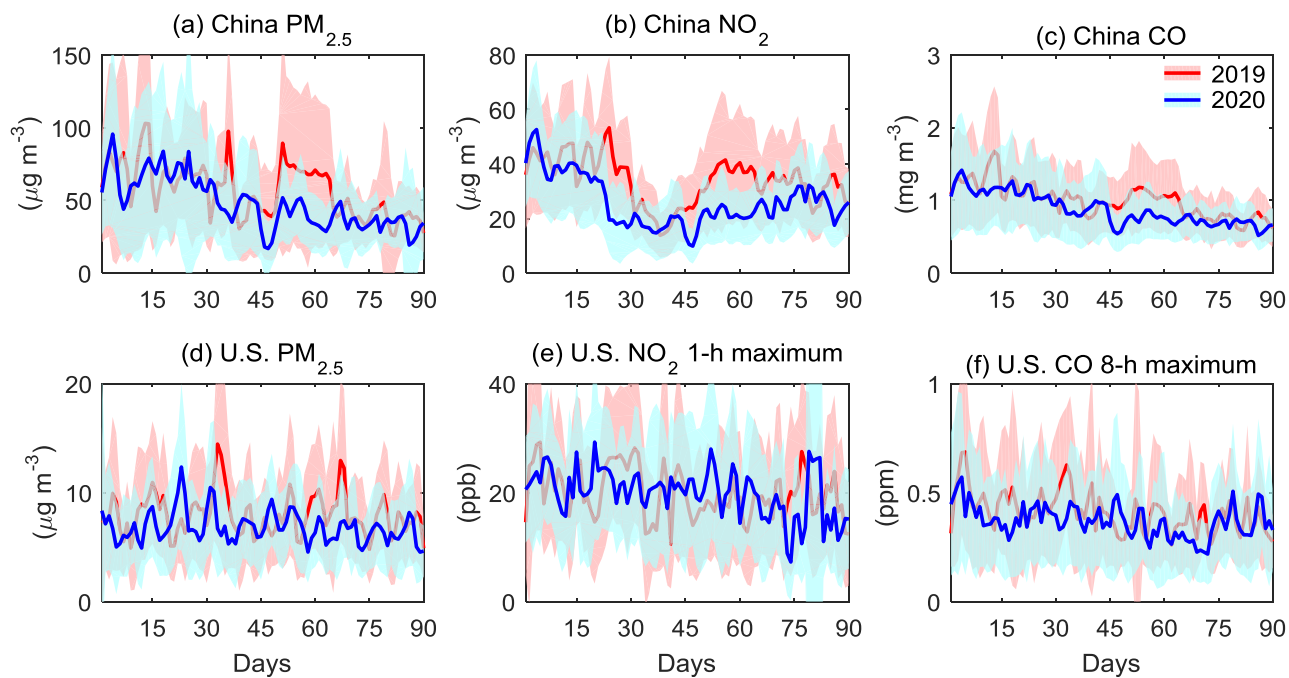 (a) China PM2.5
(b) China NO2
(c) China CO
150
100
50
0
(μg m-3)
15 30 45 60 75 90
80
60
40
20
0
(μg m-3)
15 30 45 60 75 90
3
2
1
0
(mg m-3)
2019
2020
15 30 45 60 75 90
(d) U.S. PM2.5
(e) U.S. NO2 1-h maximum
(f) U.S. CO 8-h maximum
20
10
0
(μg m-3)
15 30 45 60 75 90
Days
40
20
0
(ppb)
15 30 45 60 75 90
Days
1
0.5
0
(ppm)
15 30 45 60 75 90
Days